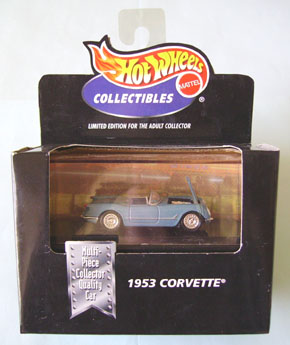 Hot Wheels
MATTEL
COLLECTIBLES
LIMITED EDITION FOR THE ADULT COLLECTOR
Multi-
Piece
Collector
Quality
Car
1953 CORVETTE®